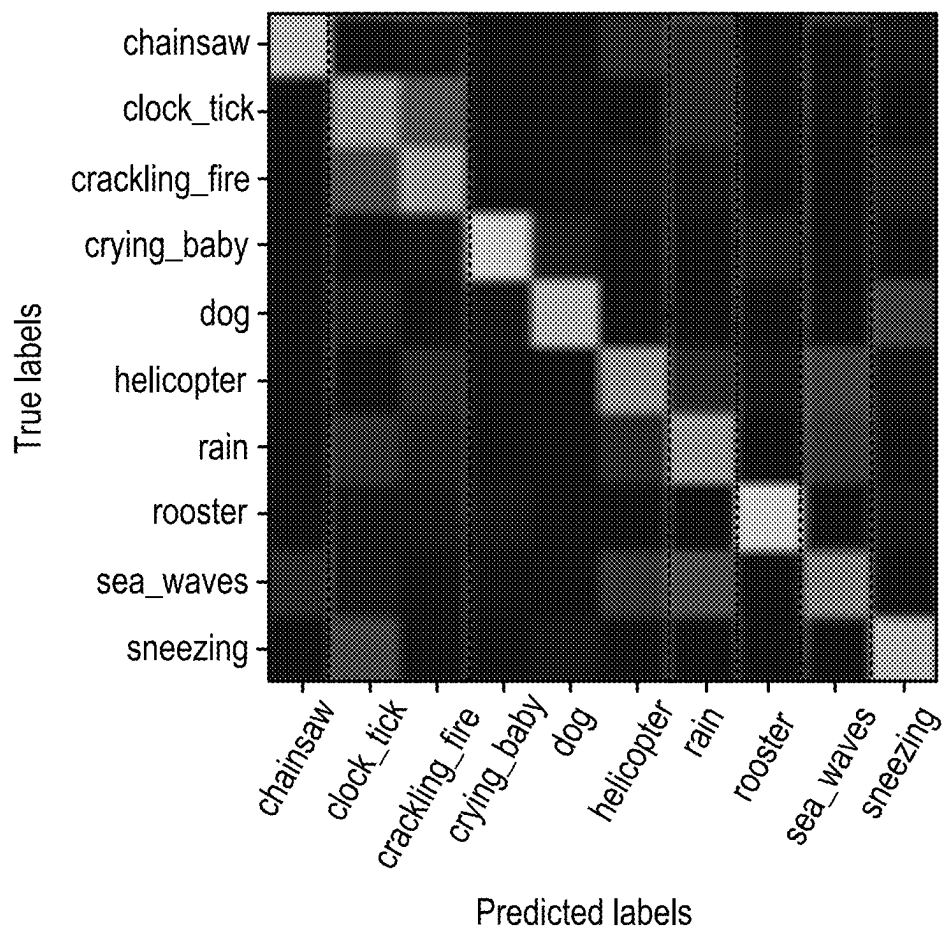 True labels
chainsaw
clock_tick
crackling_fire
crying_baby
dog
helicopter
rain
rooster
sea_waves
sneezing
chainsaw
clock_tick
crackling_fire
crying_baby
dog
helicopter
rain
rooster
sea_waves
sneezing
Predicted labels